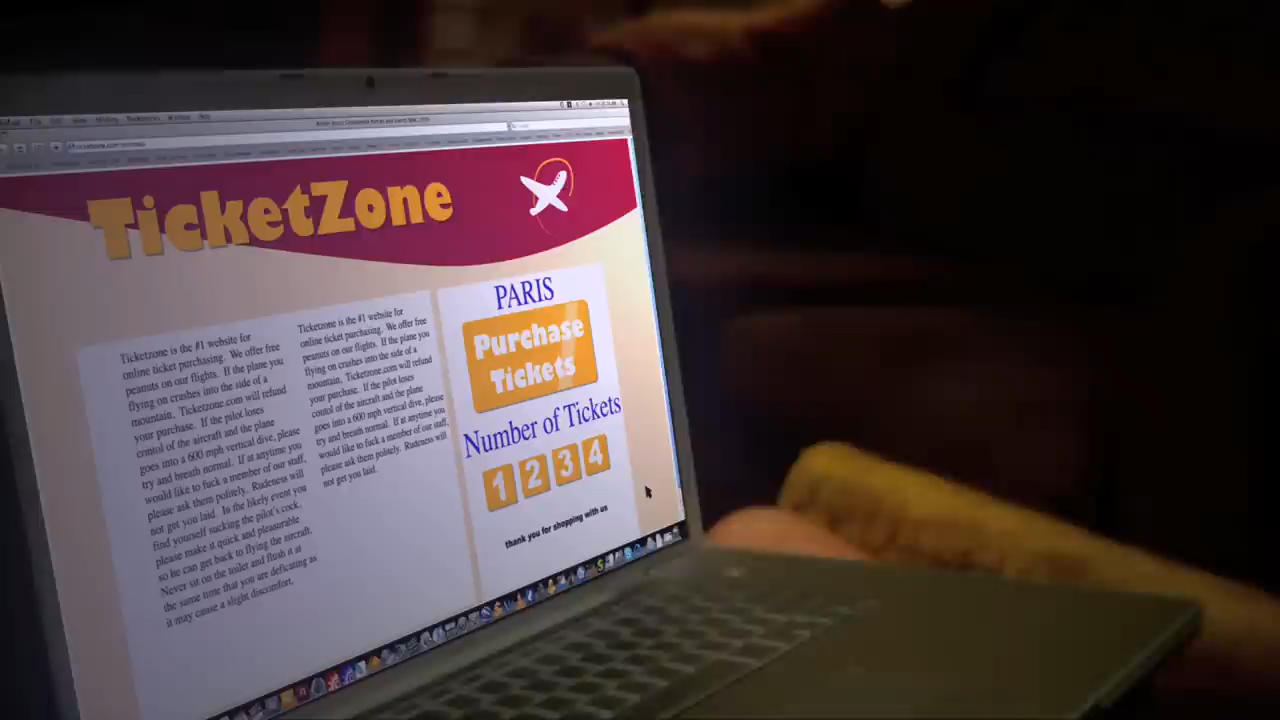 TicketZone
Ticketzone is the #1 website for
online ticket purchasing. We offer free
peanuts on our flights. If the plane you
flying on crashes into the side of a
mountain, Ticketzone.com will refund
your purchase. If the pilot loses
contol of the aircraft and the plane
goes into a 600 mph vertical dive, please
try and breath normal. If at anytime you
would like to fuck a member of our staff,
please ask them politely. Rudeness will
not get you laid. In the likely event you
find yourself sucking the pilot's cock,
please make it quick and pleasurable
so he can get back to flying the aircraft.
Never sit on the toilet and flush it at
the same time that you are deficating as
it may cause a slight discomfort.
Ticketzone is the #1 website for
online ticket purchasing. We offer free
peanuts on our flights. If the plane you
flying on crashes into the side of a
mountain, Ticketzone.com will refund
your purchase. If the pilot loses
contol of the aircraft and the plane
goes into a 600 mph vertical dive, please
try and breath normal. If at anytime you
would like to fuck a member of our staff,
please ask them politely. Rudeness will
not get you laid.
PARIS
Purchase
Tickets
Number of Tickets
1 2 3 4
thank you for shopping with us